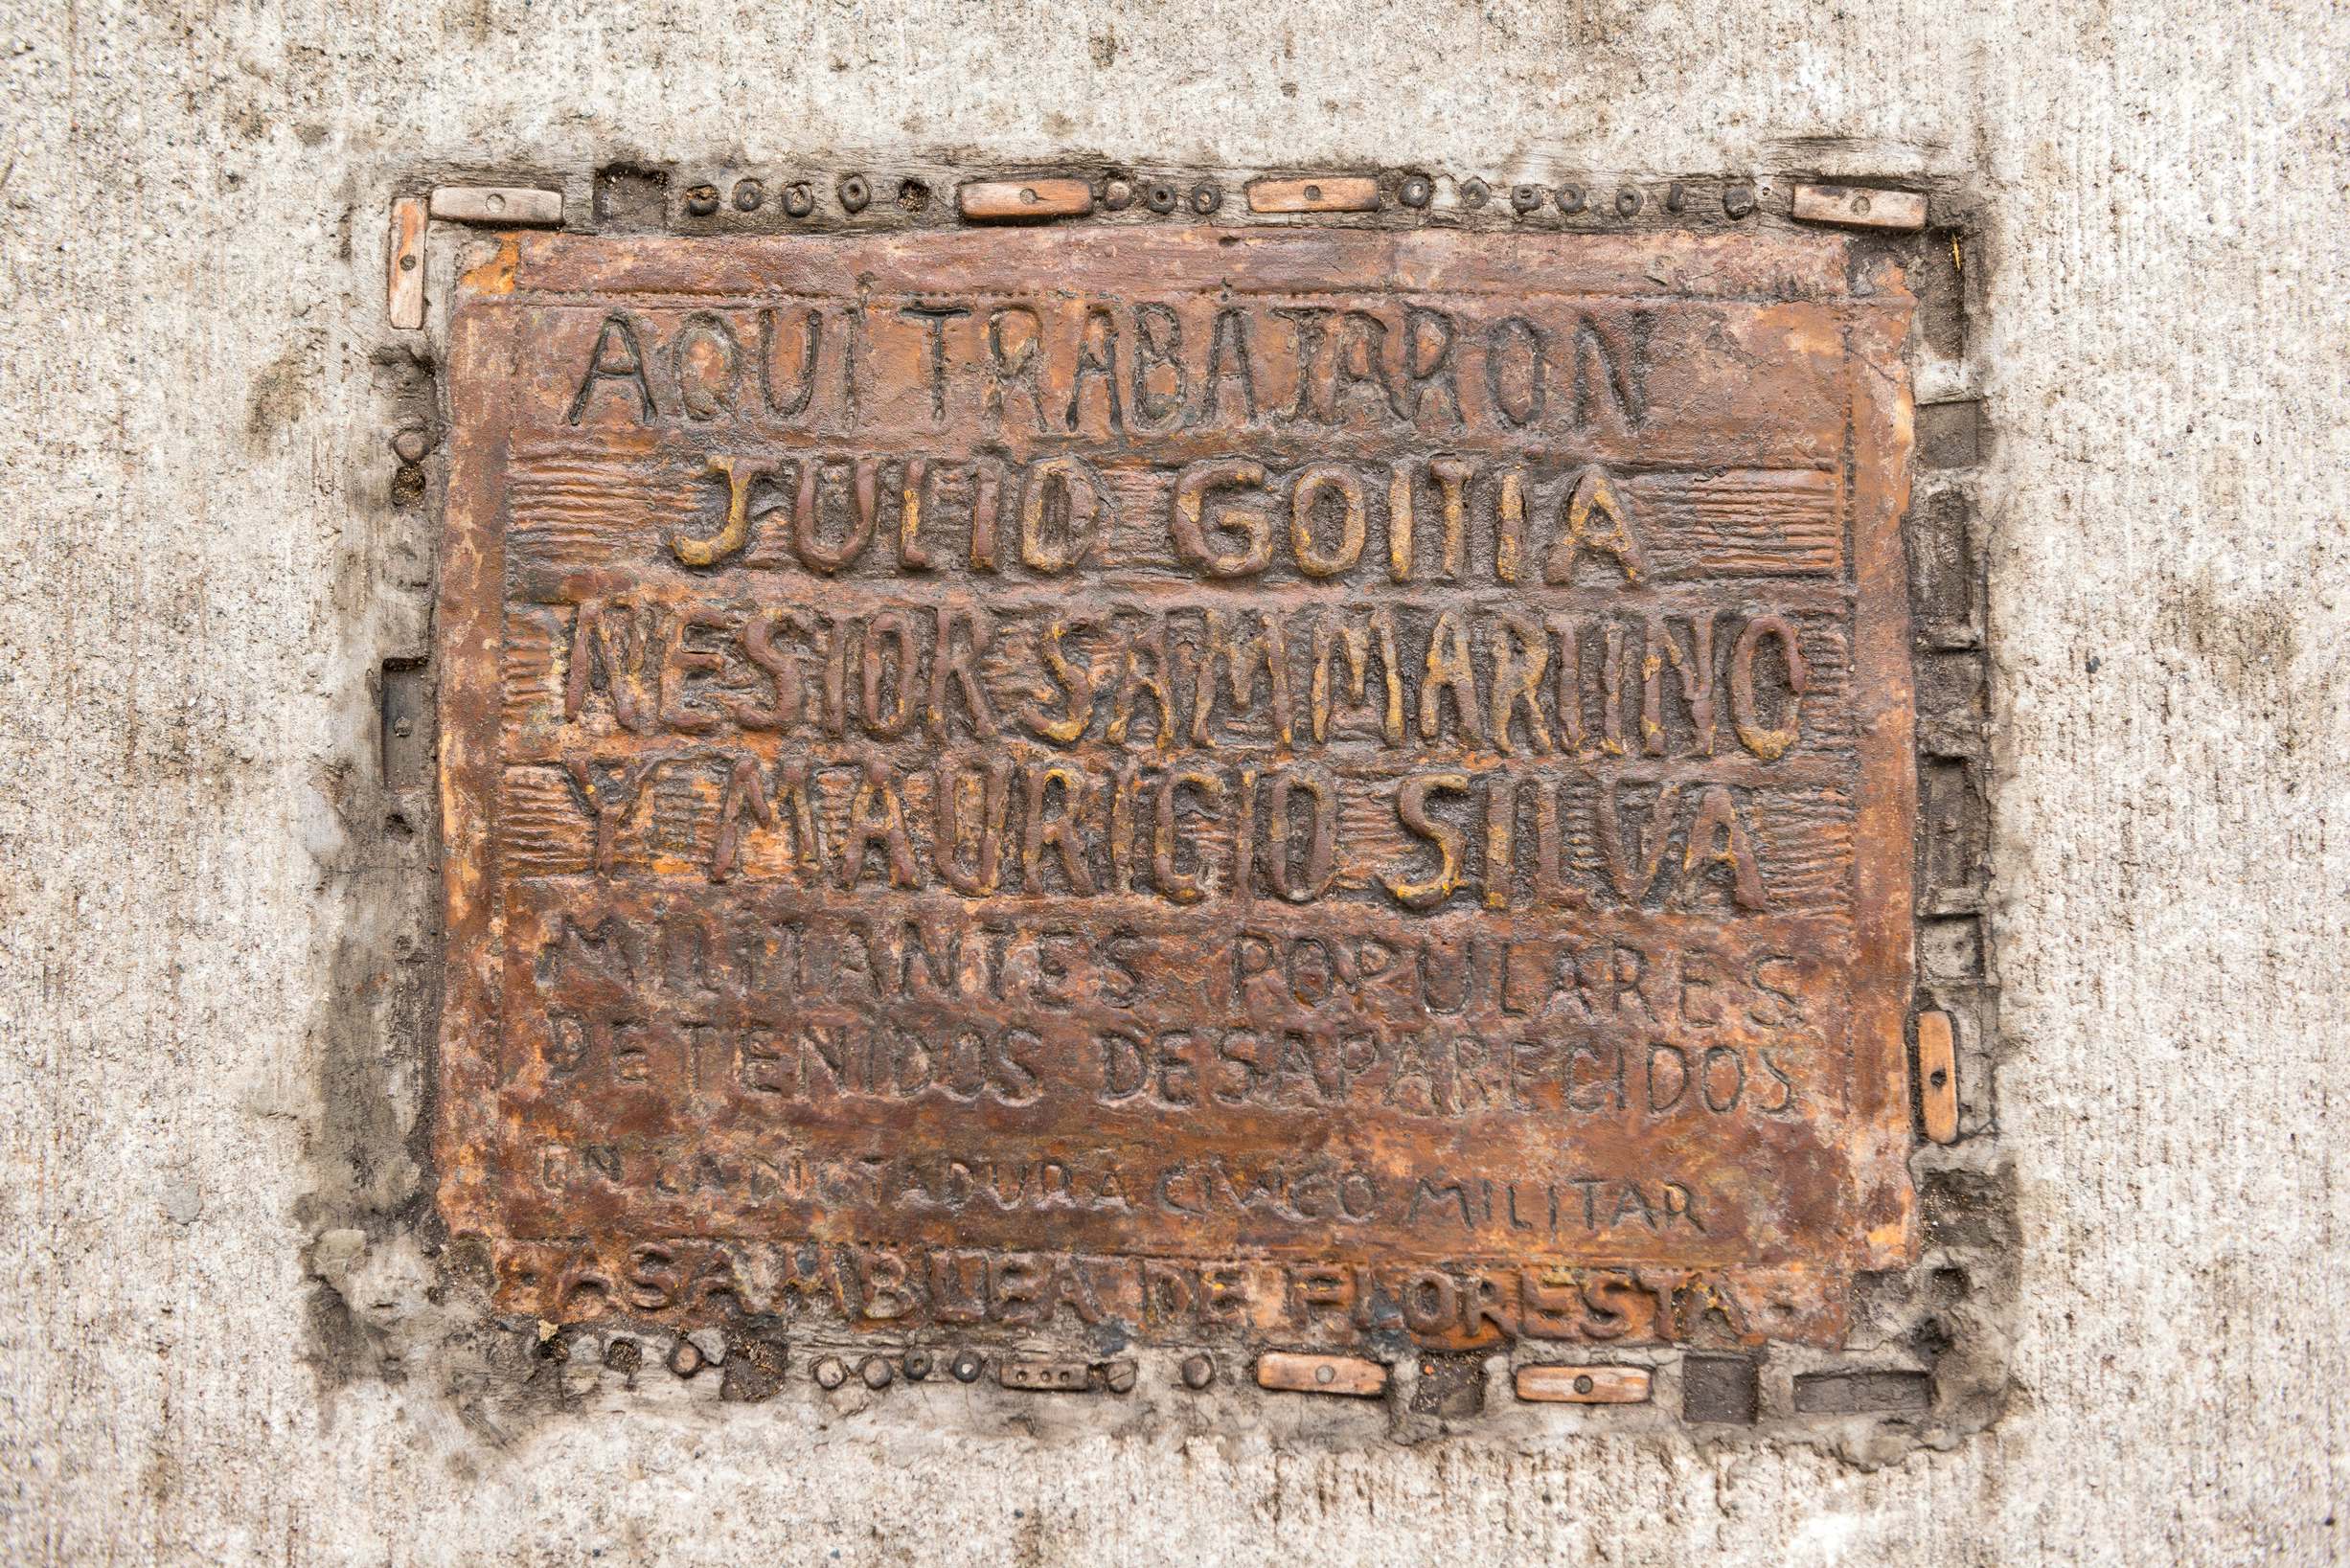 AQUÍ TRABAJARON
JULIO GOITIA
NESTOR SAMMARTINO
Y MAURICIO SILVA
MILITANTES POPULARES
DETENIDOS DESAPARECIDOS
EN LA DICTADURA CIVICO MILITAR
ASAMBLEA DE FLORESTA